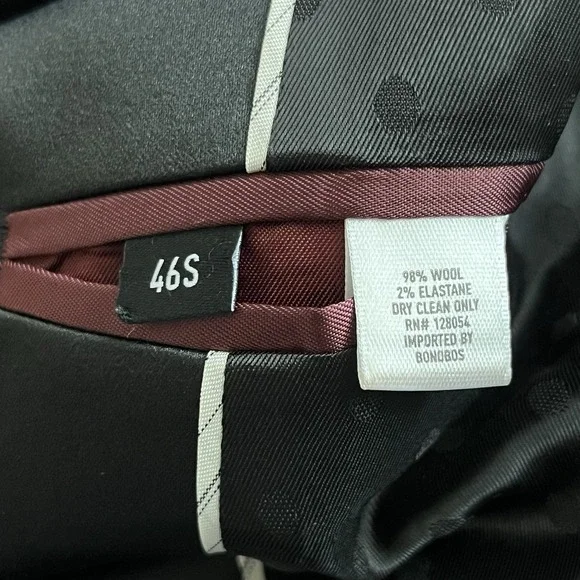 46S
98% WOOL
2% ELASTANE
DRY CLEAN ONLY
RN# 128054
IMPORTED BY
BONOBOS